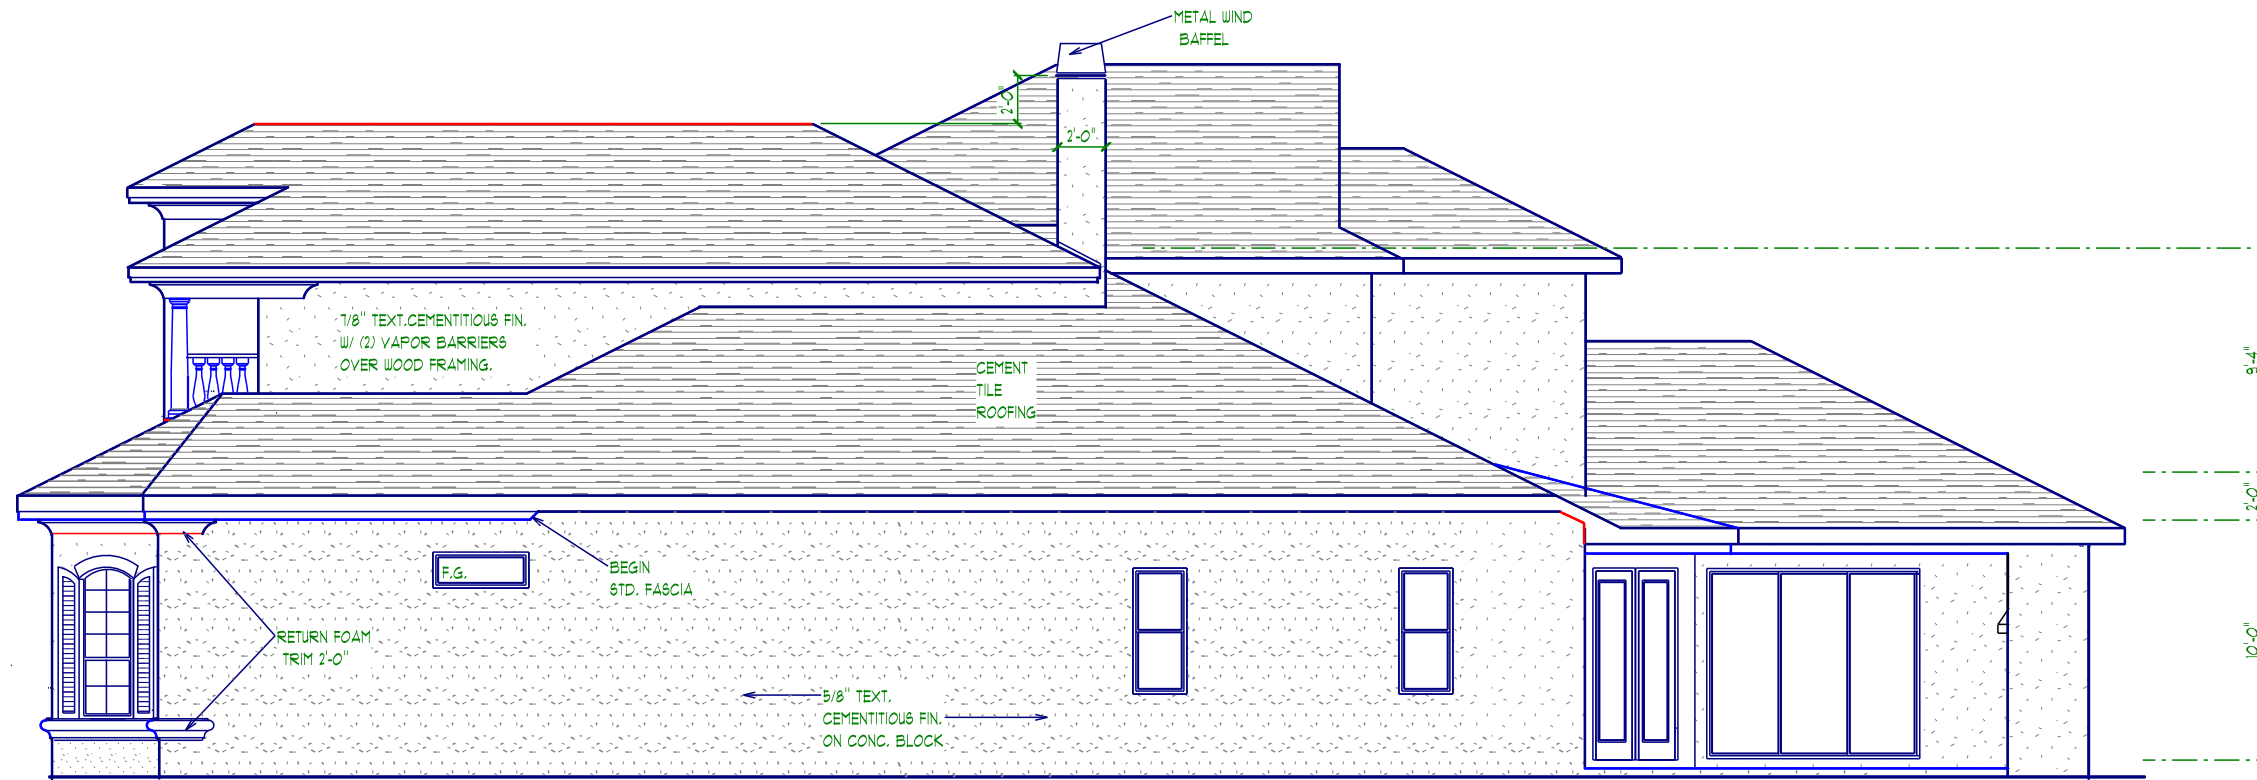 METAL WIND
BAFFEL
2'-0"
2'-0"
7/8" TEXT.CEMENTITIOUS FIN.
W/ (2) VAPOR BARRIERS
OVER WOOD FRAMING.
CEMENT
TILE
ROOFING
9'-4"
2'-0"
10'-0"
F.G.
BEGIN
STD. FASCIA
RETURN FOAM
TRIM 2'-0"
5/8" TEXT.
CEMENTITIOUS FIN.
ON CONC. BLOCK